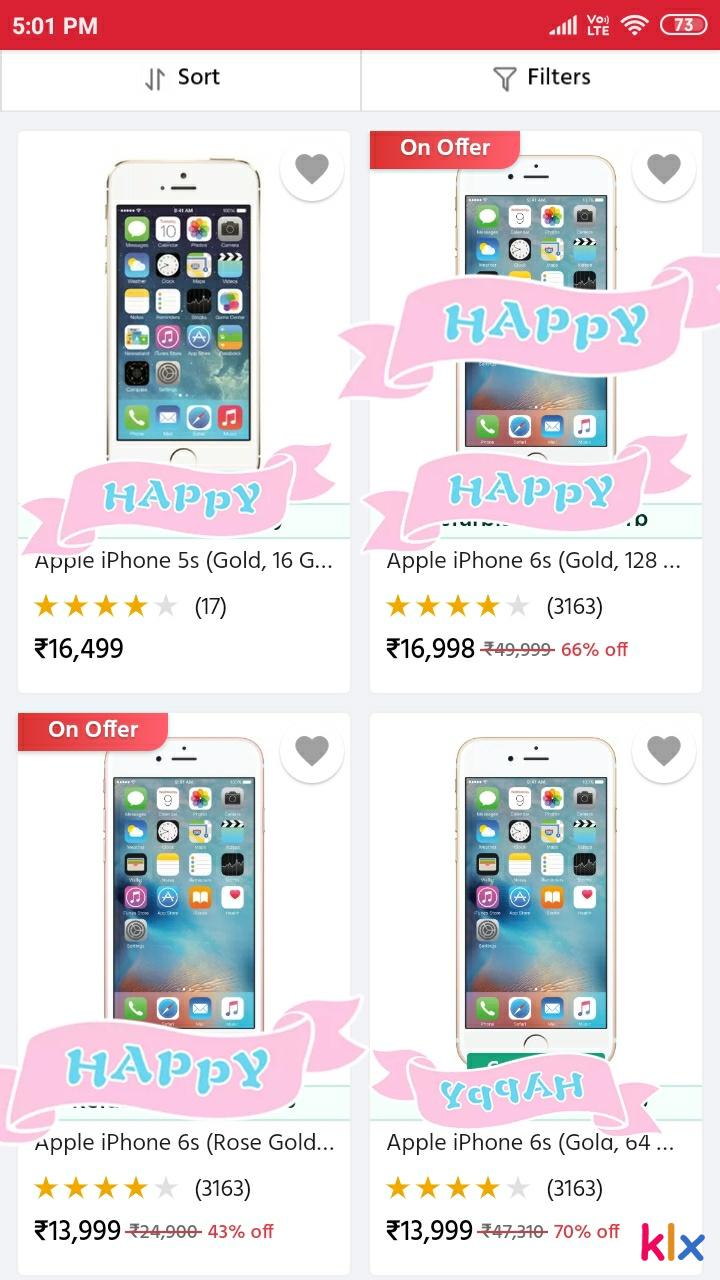 5:01 PM
Vo)) LTE
73
Sort
Filters
On Offer
HAPPY
HAPPY
HAPPY
Apple iPhone 5s (Gold, 16 G...
Apple iPhone 6s (Gold, 128 ...
(17)
(3163)
₹16,499
₹16,998 ₹49,999 66% off
On Offer
HAPPY
HAPPY
Apple iPhone 6s (Rose Gold...
Apple iPhone 6s (Gold, 64 ...
(3163)
(3163)
₹13,999 ₹24,900 43% off
₹13,999 ₹47,310 70% off
klx